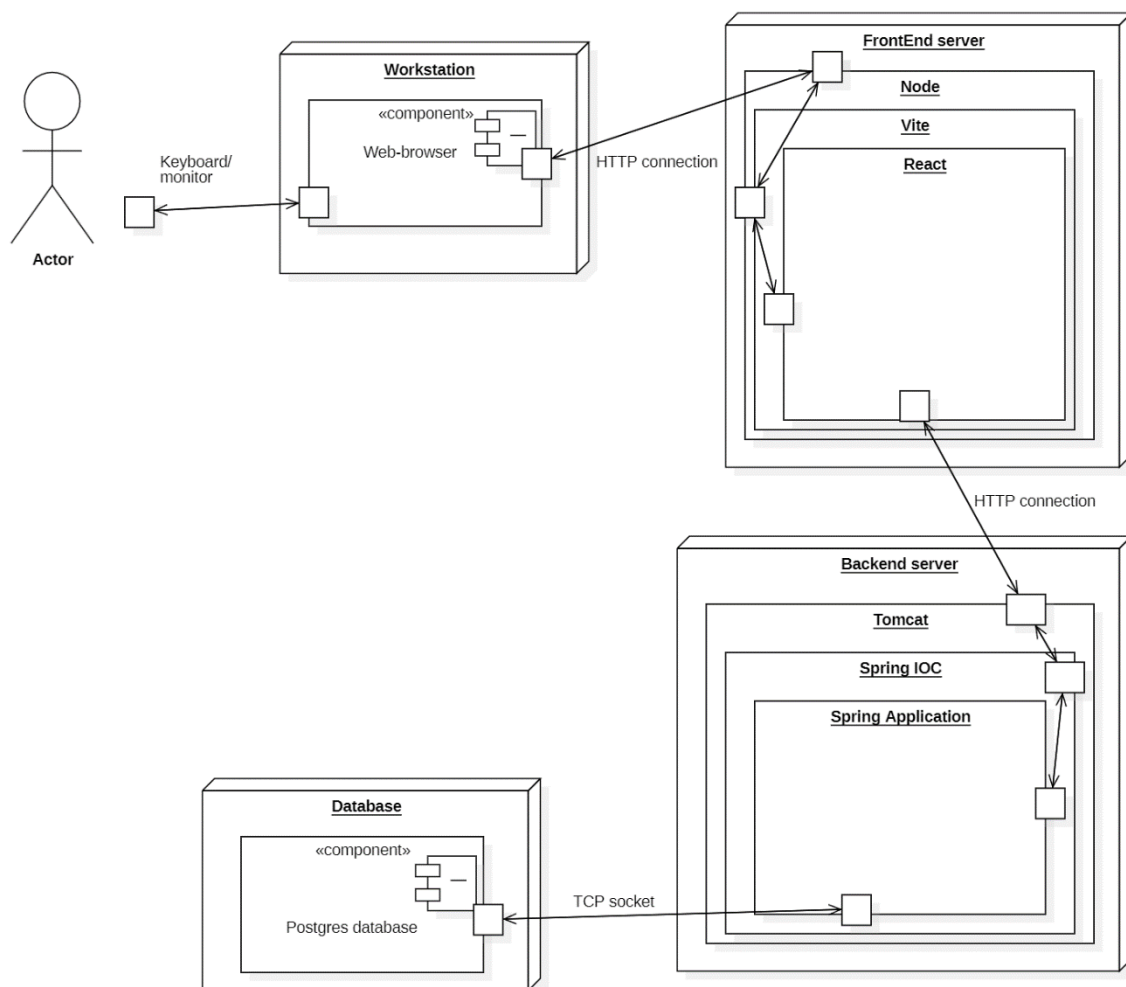 FrontEnd server
Workstation
Node
«component»
Vite
Web-browser
Keyboard/
monitor
HTTP connection
React
Actor
HTTP connection
Backend server
Tomcat
Spring IOC
Spring Application
Database
«component»
TCP socket
Postgres database